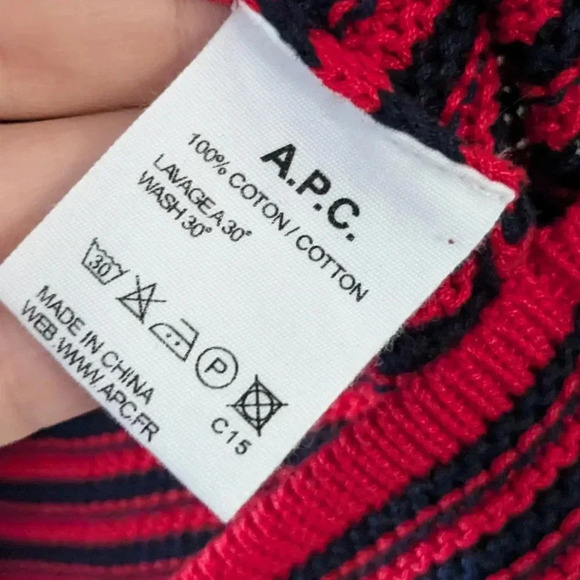 A.P.C.
100% COTON / COTTON
LAVAGE A 30°
WASH 30°
30 P
MADE IN CHINA
WEB WWW.APC.FR
C15